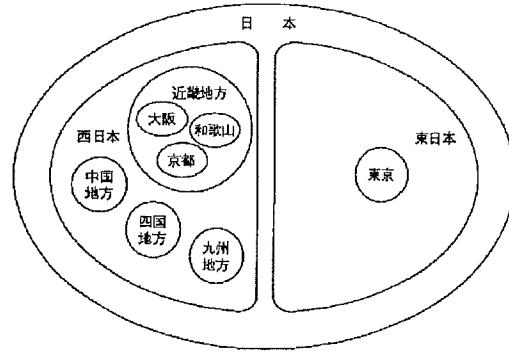 日 本
近畿地方
大阪
和歌山
京都
西日本
中国
地方
四国
地方
九州
地方
東日本
東京